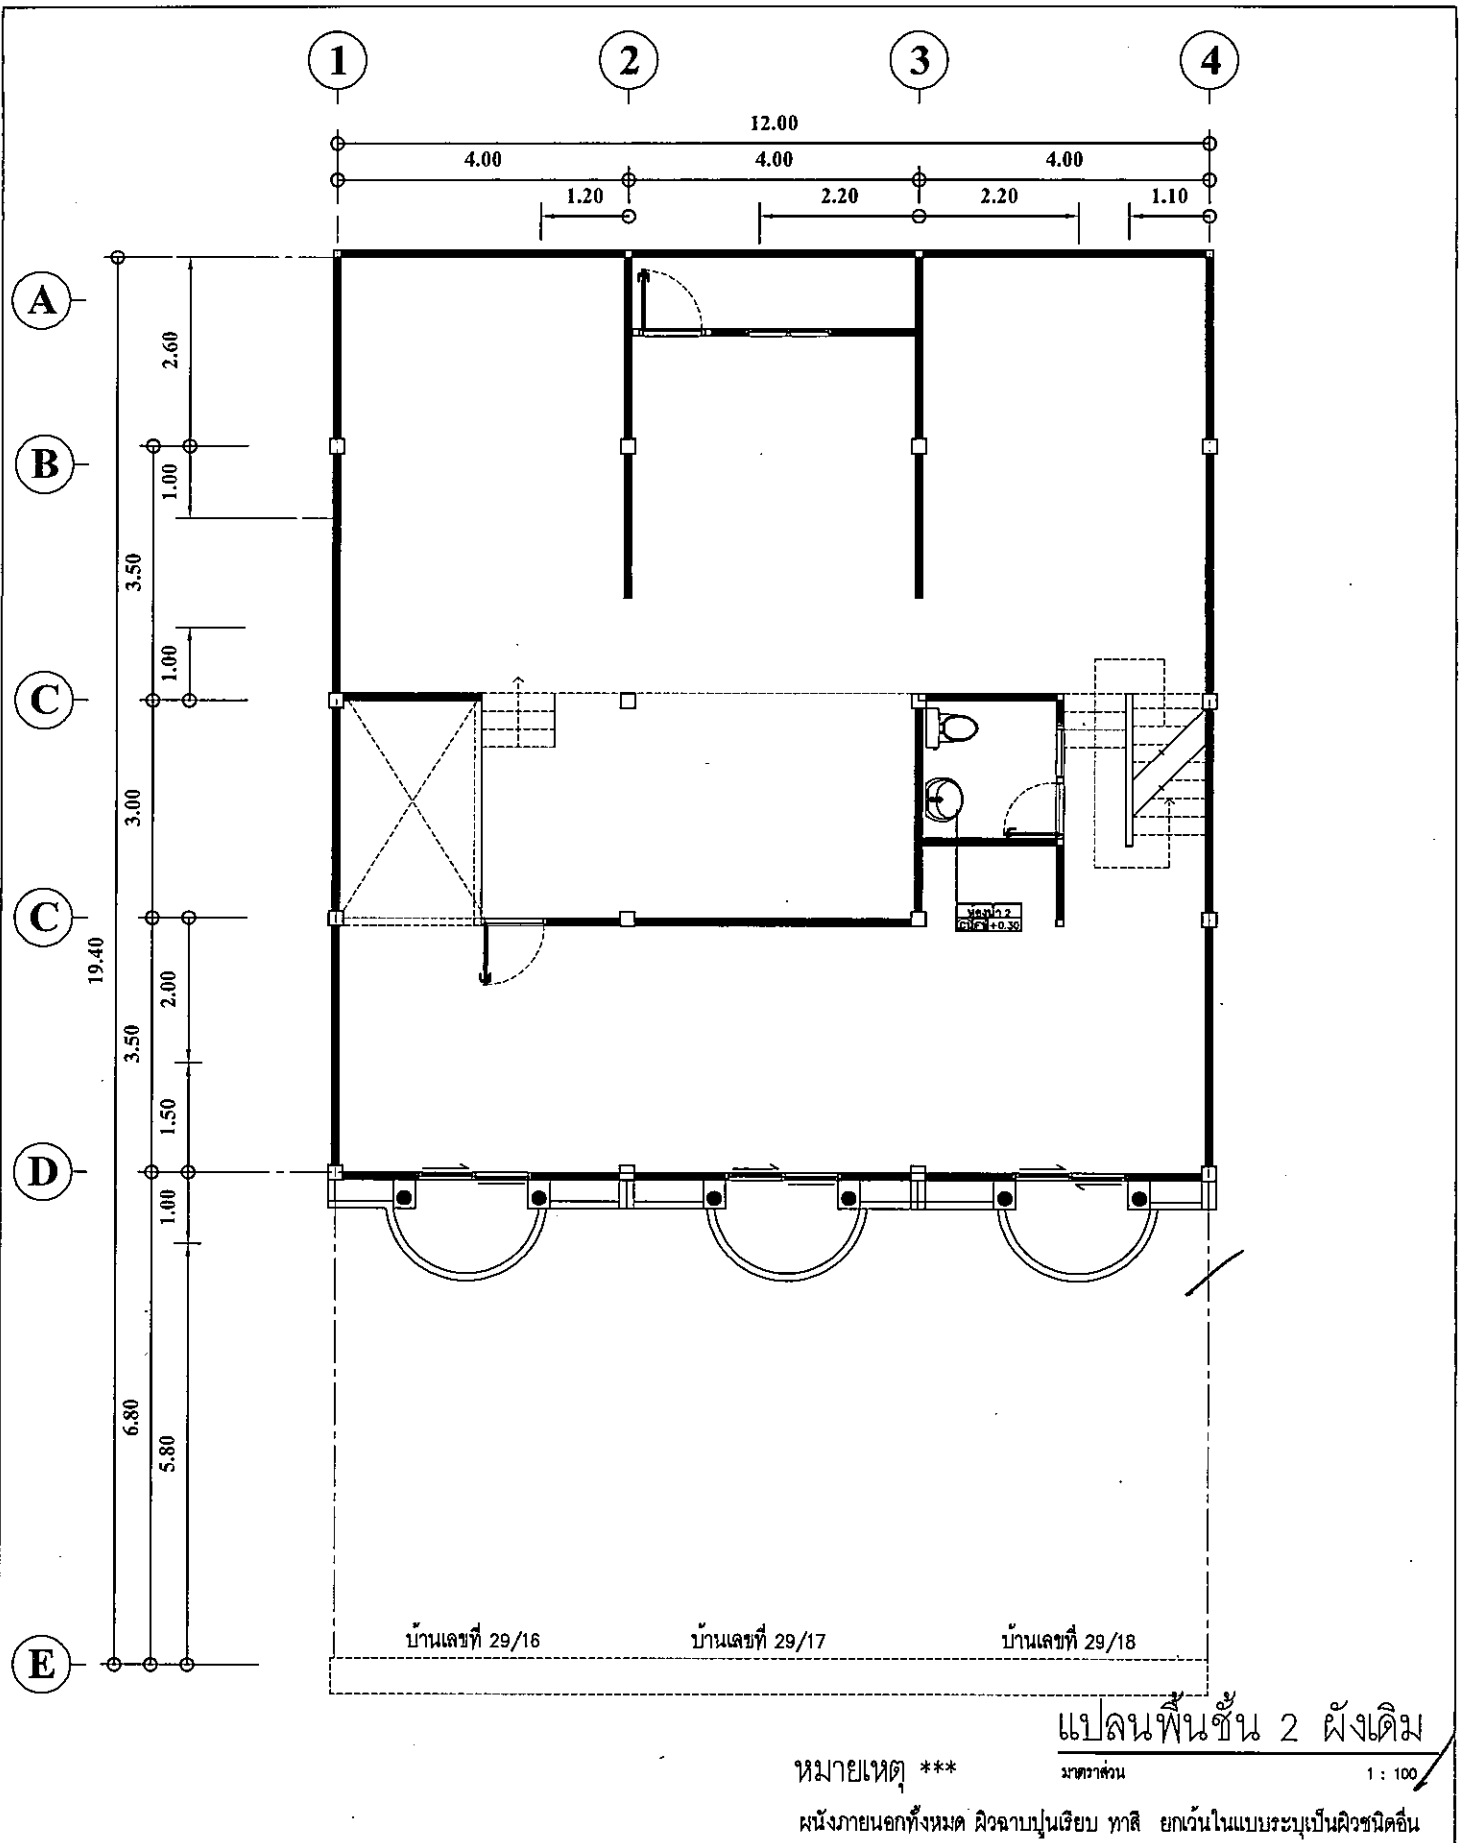 1 2 3 4
12.00
4.00 4.00 4.00
1.20 2.20 2.20 1.10
A
2.60
B
1.00
3.50
1.00
C
3.00
C
ห้องน้ำ 2
+0.30
19.40
2.00
3.50
1.50
D
1.00
6.80
5.80
บ้านเลขที่ 29/16 บ้านเลขที่ 29/17 บ้านเลขที่ 29/18
E
แปลนพื้นชั้น 2 ผังเดิม
มาตราส่วน 1 : 100
หมายเหตุ ***
ผนังภายนอกทั้งหมด ผิวฉาบปูนเรียบ ทาสี ยกเว้นในแบบระบุเป็นผิวชนิดอื่น